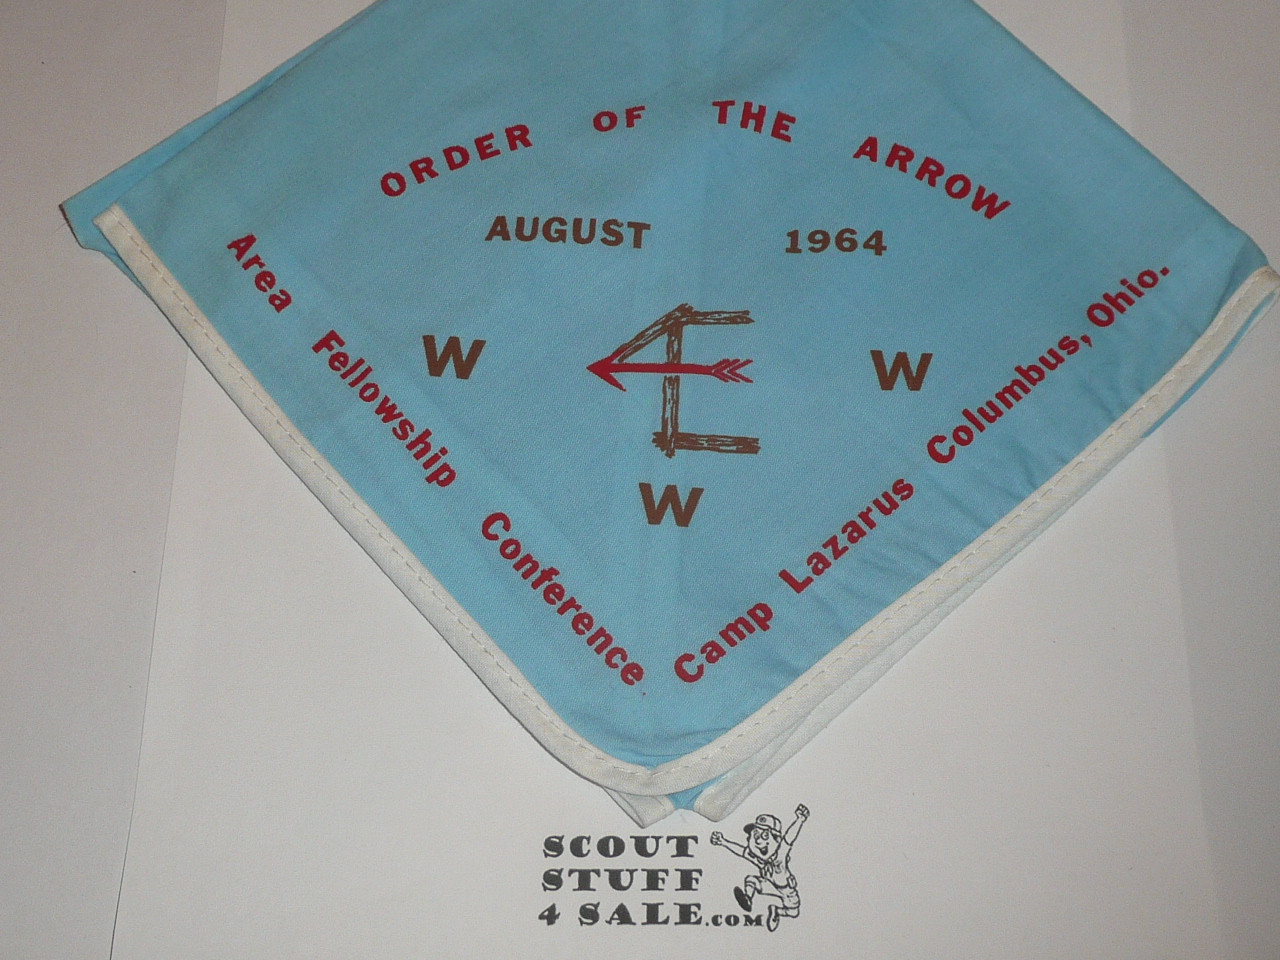 ORDER OF THE ARROW
AUGUST 1964
Area Fellowship Conference
Camp Lazarus Columbus, Ohio.
W W
W
SCOUT
STUFF
4 SALE.COM